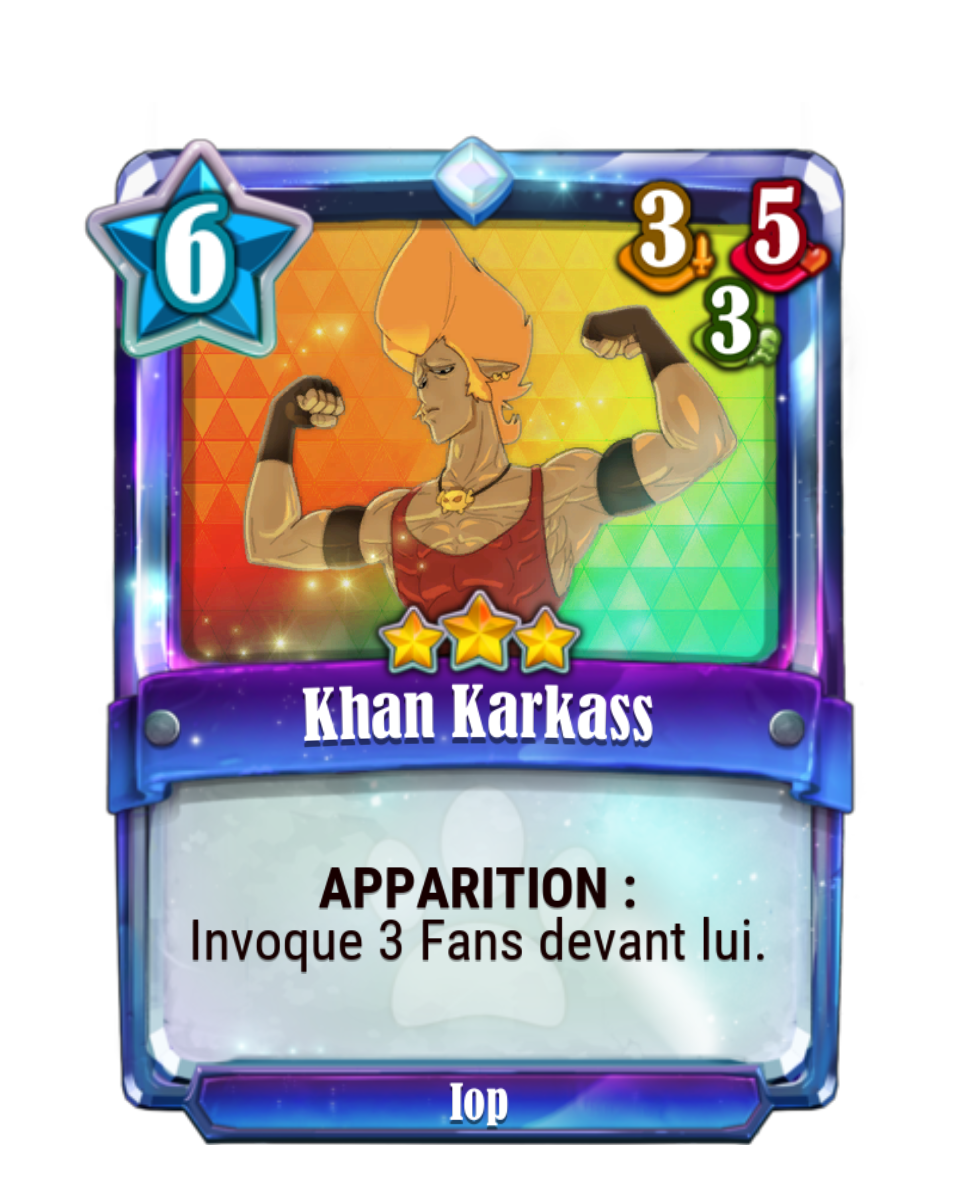 6
3
5
3
Khan Karkass
APPARITION :
Invoque 3 Fans devant lui.
Iop